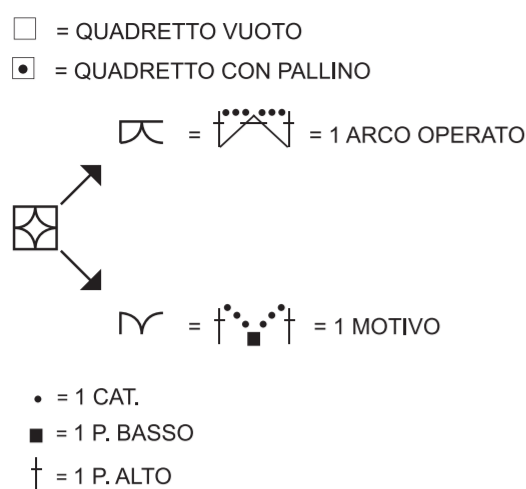 = QUADRETTO VUOTO
= QUADRETTO CON PALLINO
= = 1 ARCO OPERATO
= = 1 MOTIVO
= 1 CAT.
= 1 P. BASSO
= 1 P. ALTO